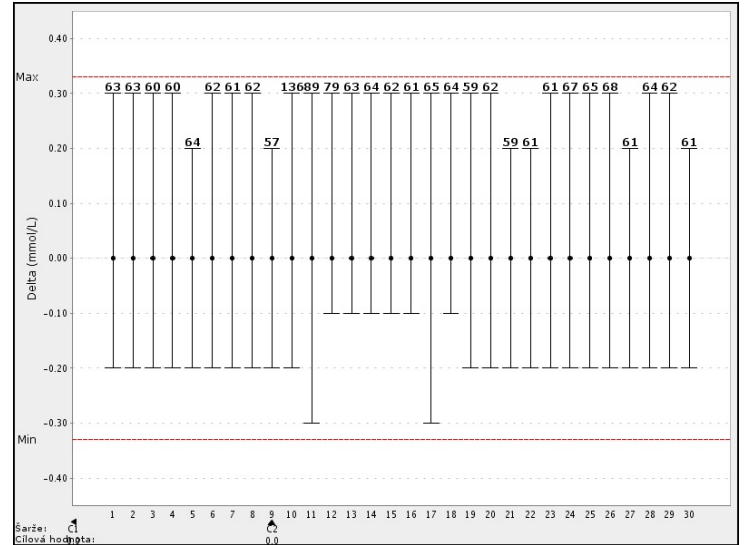 0.40
Max
63 63 60 60 62 61 62 136 89 79 63 64 62 61 65 64 59 62 61 67 65 68 64 62
0.30
64 57 59 61 61 61
0.20
0.10
Delta (mmol/L)
0.00
-0.10
-0.20
-0.30
Min
-0.40
1 2 3 4 5 6 7 8 9 10 11 12 13 14 15 16 17 18 19 20 21 22 23 24 25 26 27 28 29 30
Šarže: C1 C2
Cílová hodnota: 0.0 0.0